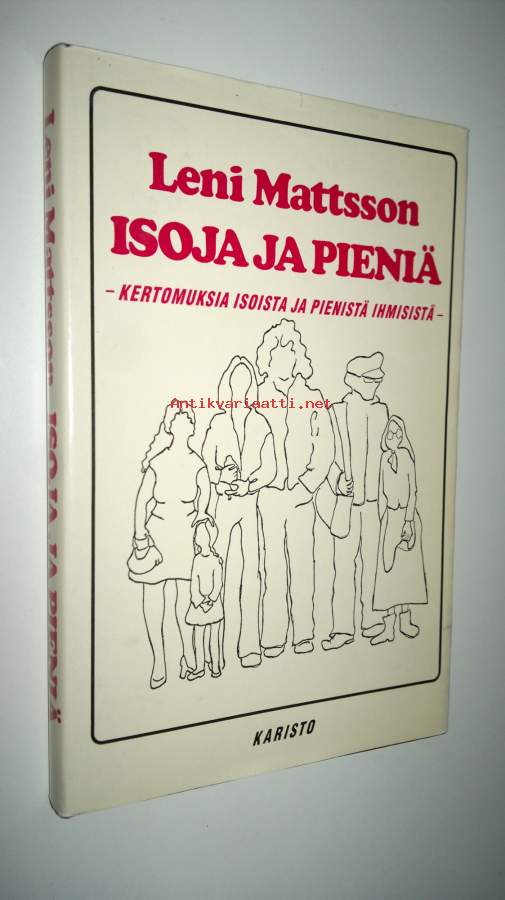 Leni Mattsson
ISOJA JA PIENIÄ
– KERTOMUKSIA ISOISTA JA PIENISTÄ IHMISISTÄ –
Antikvariaatti.net
KARISTO
Leni Mattsson ISOJA JA PIENIÄ